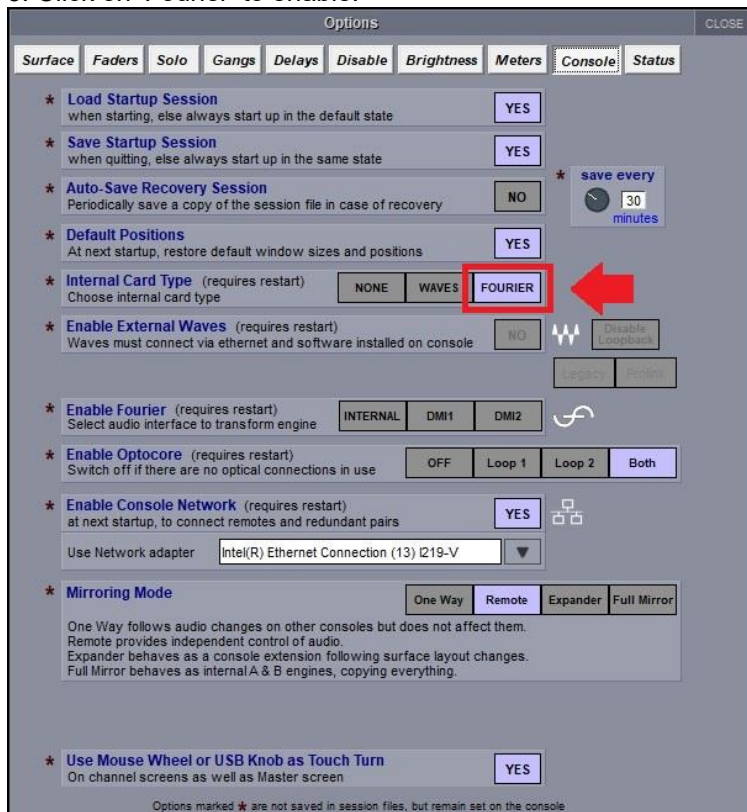 Options
CLOSE
Surface Faders Solo Gangs Delays Disable Brightness Meters Console Status
* Load Startup Session
when starting, else always start up in the default state
YES
* Save Startup Session
when quitting, else always start up in the same state
YES
* Auto-Save Recovery Session
Periodically save a copy of the session file in case of recovery
NO
* save every
30
minutes
* Default Positions
At next startup, restore default window sizes and positions
YES
* Internal Card Type (requires restart)
Choose internal card type
NONE WAVES FOURIER
* Enable External Waves (requires restart)
Waves must connect via ethernet and software installed on console
NO
Disable
Loopback
Legacy Prolink
* Enable Fourier (requires restart)
Select audio interface to transform engine
INTERNAL DMI1 DMI2
* Enable Optocore (requires restart)
Switch off if there are no optical connections in use
OFF Loop 1 Loop 2 Both
* Enable Console Network (requires restart)
at next startup, to connect remotes and redundant pairs
YES
Use Network adapter Intel(R) Ethernet Connection (13) I219-V
* Mirroring Mode
One Way Remote Expander Full Mirror
One Way follows audio changes on other consoles but does not affect them.
Remote provides independent control of audio.
Expander behaves as a console extension following surface layout changes.
Full Mirror behaves as internal A & B engines, copying everything.
* Use Mouse Wheel or USB Knob as Touch Turn
On channel screens as well as Master screen
YES
Options marked * are not saved in session files, but remain set on the console